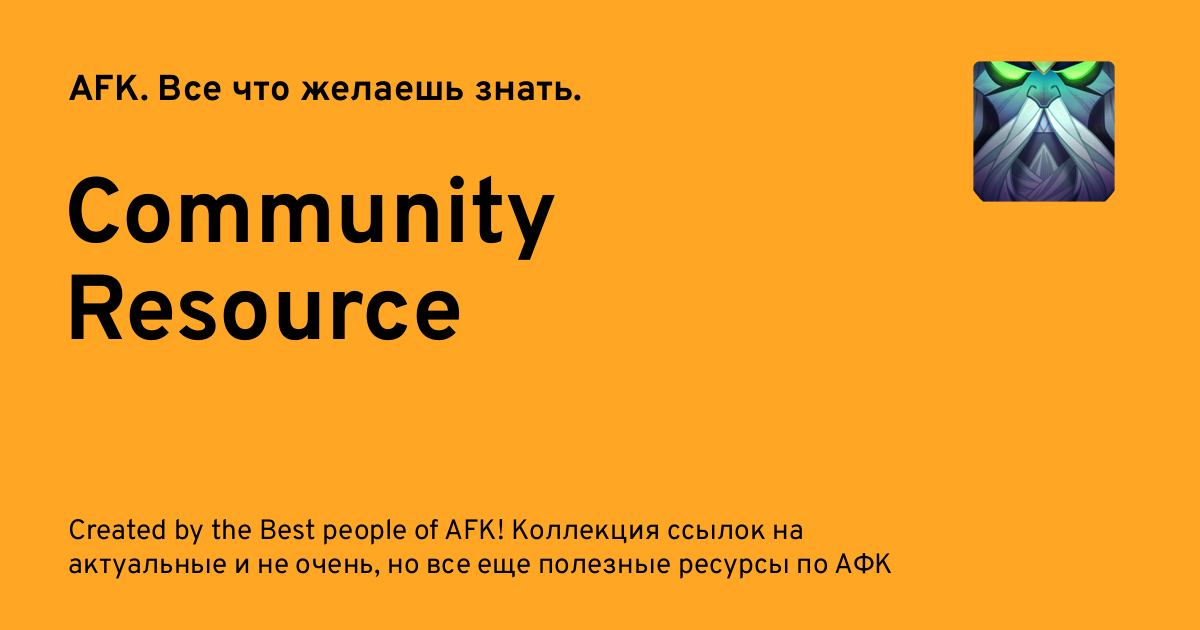 AFK. Все что желаешь знать.
Community
Resource
Created by the Best people of AFK! Коллекция ссылок на
актуальные и не очень, но все еще полезные ресурсы по АФК